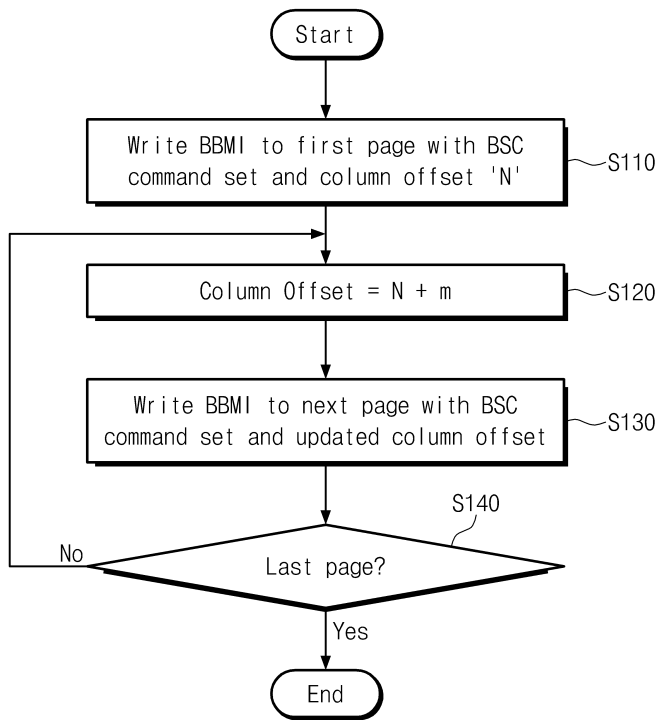 Start
Write BBMI to first page with BSC
command set and column offset 'N'
S110
Column Offset = N + m
S120
Write BBMI to next page with BSC
command set and updated column offset
S130
S140
Last page?
No
Yes
End